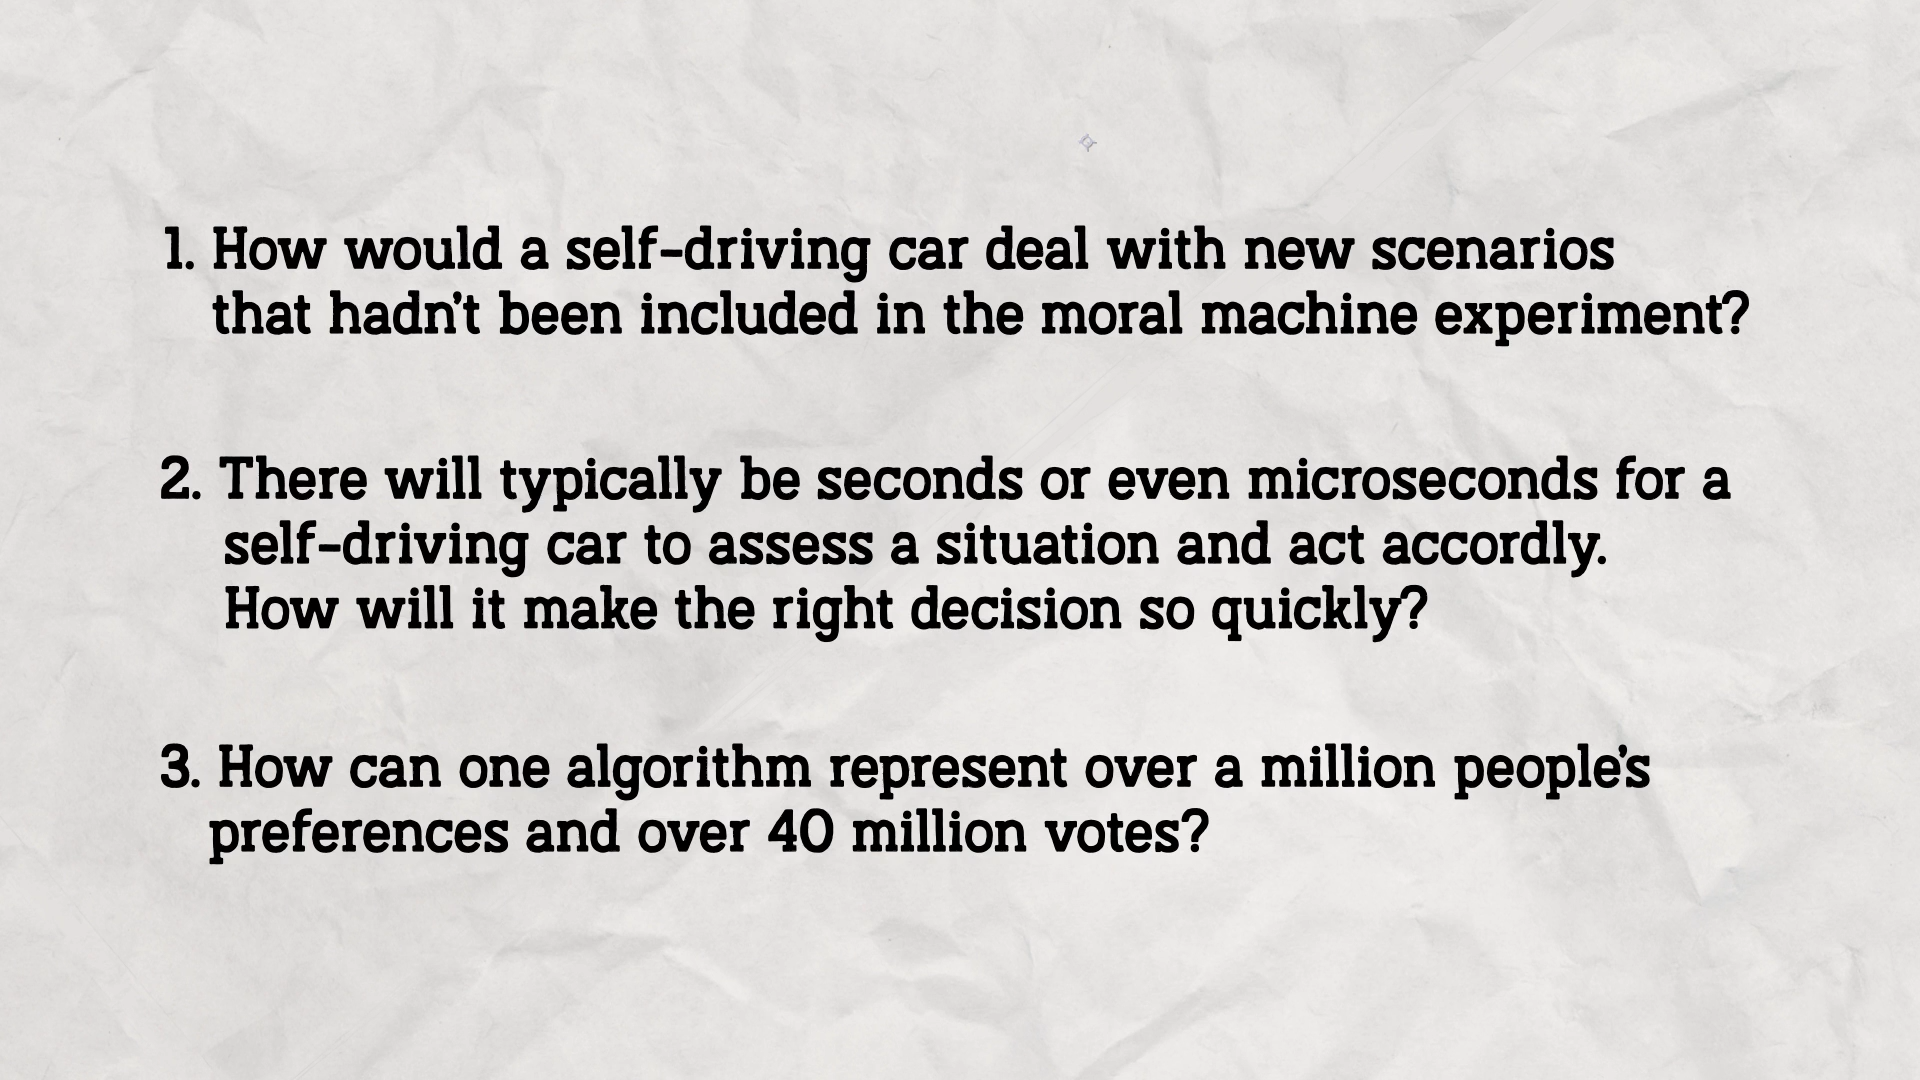 1. How would a self-driving car deal with new scenarios
that hadn't been included in the moral machine experiment?
2. There will typically be seconds or even microseconds for a
self-driving car to assess a situation and act accordly.
How will it make the right decision so quickly?
3. How can one algorithm represent over a million people's
preferences and over 40 million votes?